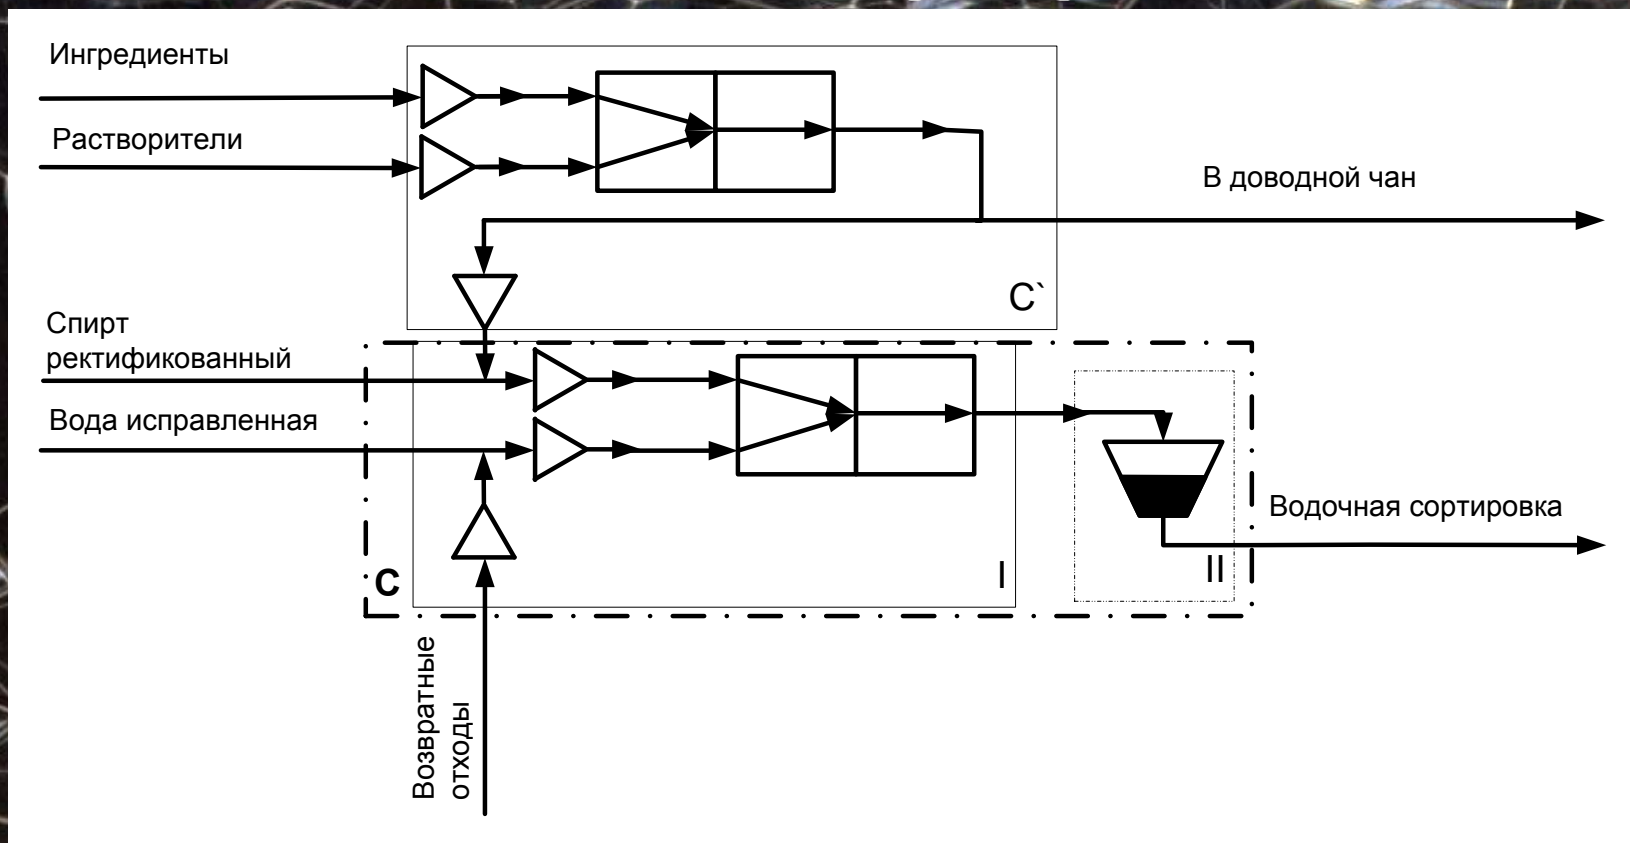 Ингредиенты
Растворители
В доводной чан
С`
Спирт
ректификованный
Вода исправленная
Водочная сортировка
С
I
II
Возвратные
отходы